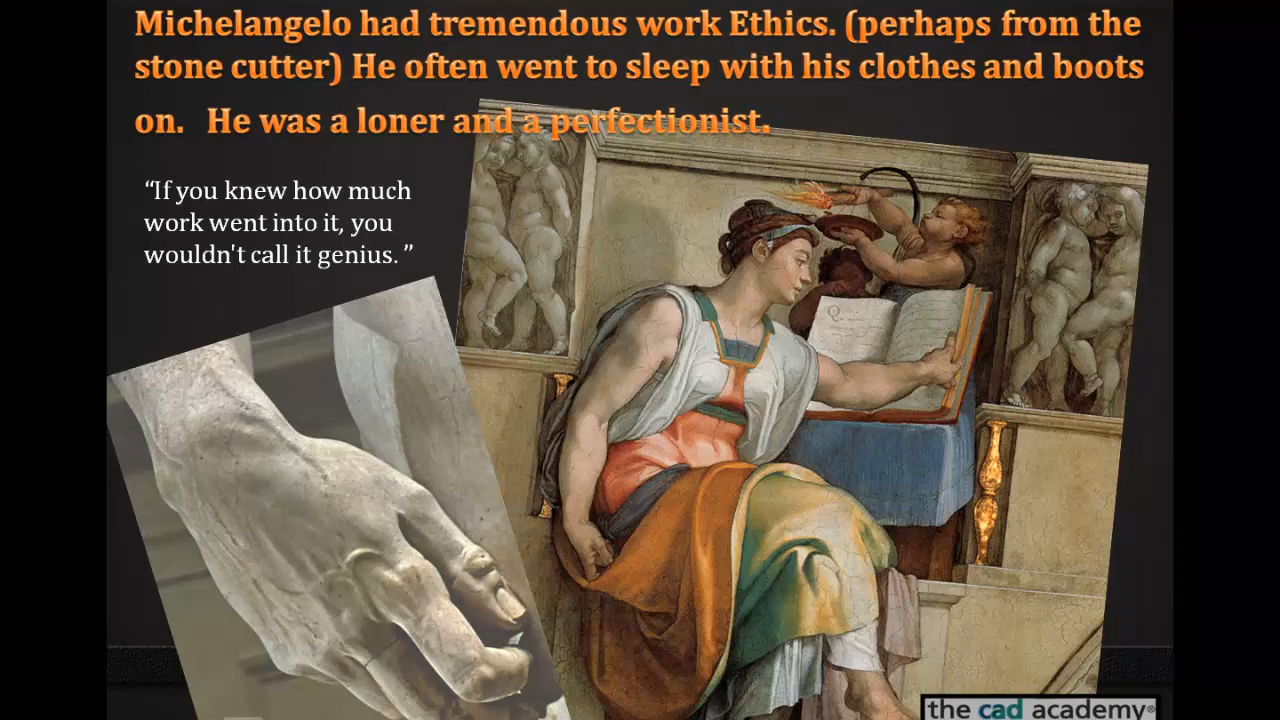 Michelangelo had tremendous work Ethics. (perhaps from the
stone cutter) He often went to sleep with his clothes and boots
on. He was a loner and a perfectionist.
“If you knew how much
work went into it, you
wouldn't call it genius. ”
Q
the cad academy®